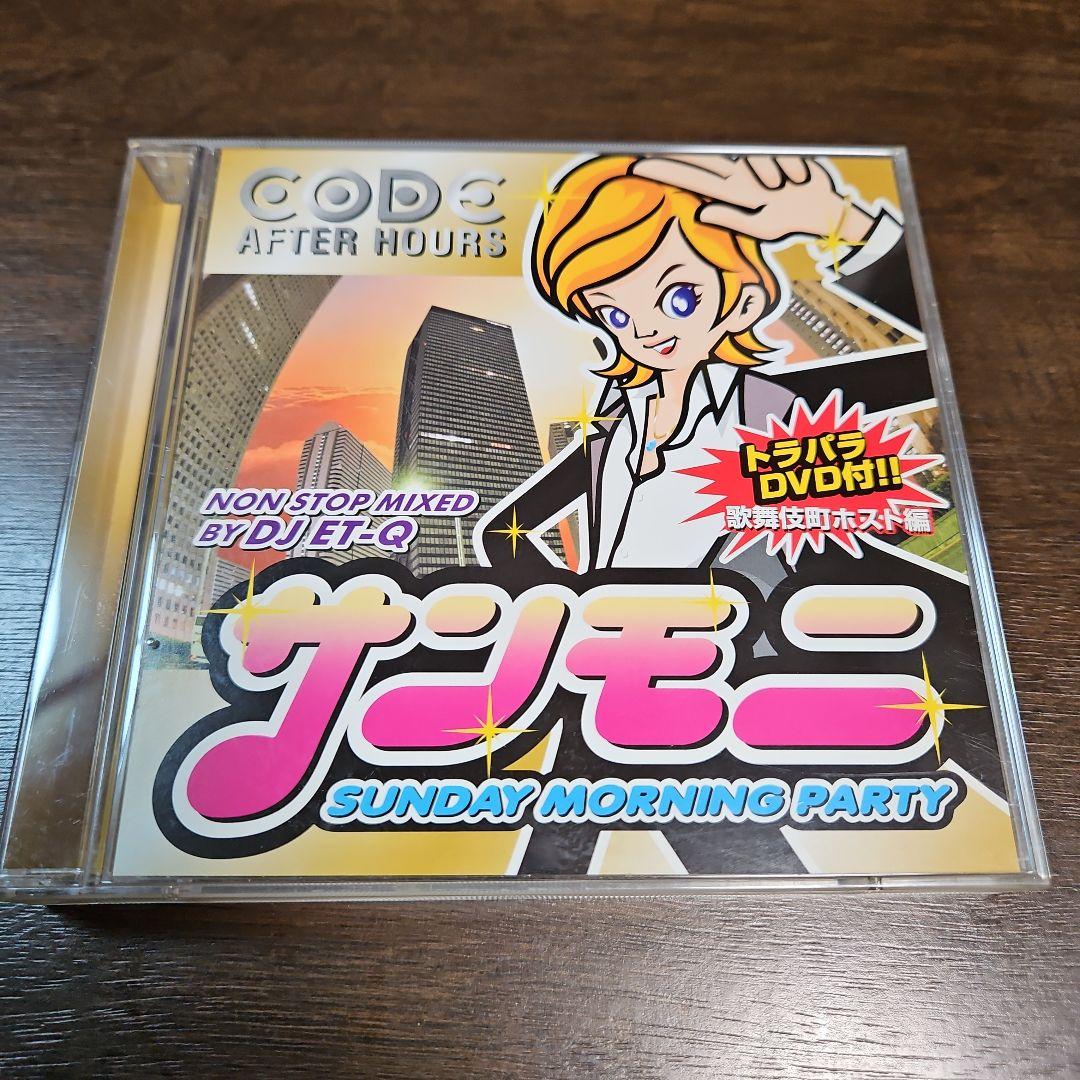 CODE
AFTER HOURS
トラパラ
DVD付!!
歌舞伎町ホスト編
NON STOP MIXED
BY DJ ET-Q
サンモニ
SUNDAY MORNING PARTY